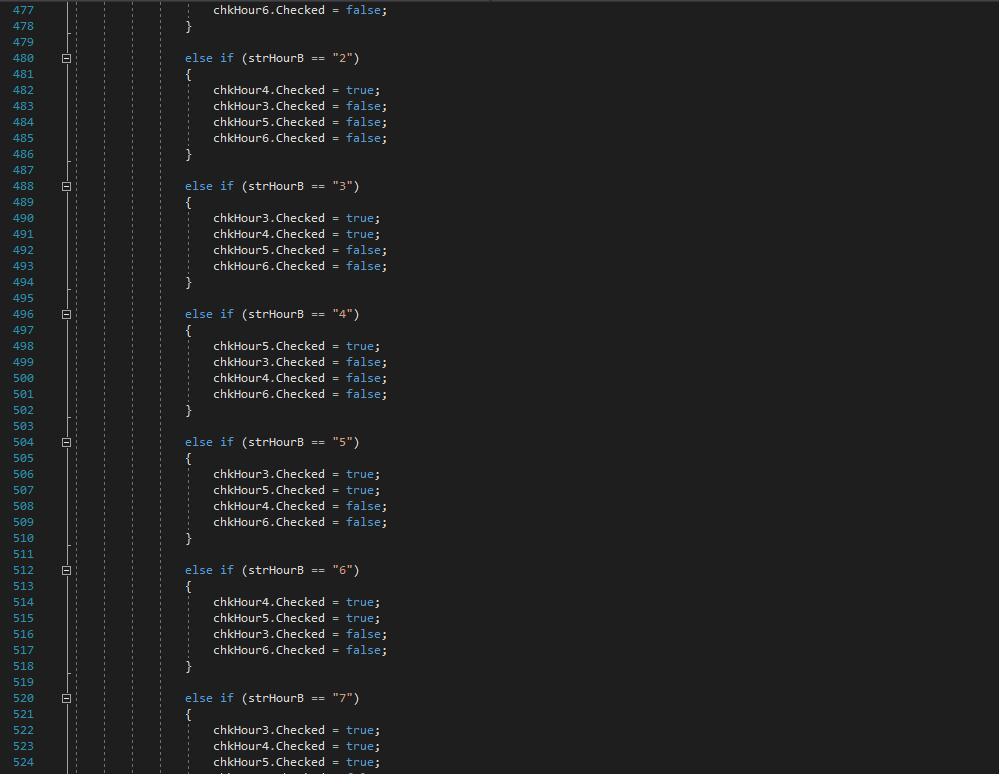 477 chkHour6.Checked = false;
478 }
479
480 else if (strHourB == "2")
481 {
482 chkHour4.Checked = true;
483 chkHour3.Checked = false;
484 chkHour5.Checked = false;
485 chkHour6.Checked = false;
486 }
487
488 else if (strHourB == "3")
489 {
490 chkHour3.Checked = true;
491 chkHour4.Checked = true;
492 chkHour5.Checked = false;
493 chkHour6.Checked = false;
494 }
495
496 else if (strHourB == "4")
497 {
498 chkHour5.Checked = true;
499 chkHour3.Checked = false;
500 chkHour4.Checked = false;
501 chkHour6.Checked = false;
502 }
503
504 else if (strHourB == "5")
505 {
506 chkHour3.Checked = true;
507 chkHour5.Checked = true;
508 chkHour4.Checked = false;
509 chkHour6.Checked = false;
510 }
511
512 else if (strHourB == "6")
513 {
514 chkHour4.Checked = true;
515 chkHour5.Checked = true;
516 chkHour3.Checked = false;
517 chkHour6.Checked = false;
518 }
519
520 else if (strHourB == "7")
521 {
522 chkHour3.Checked = true;
523 chkHour4.Checked = true;
524 chkHour5.Checked = true;